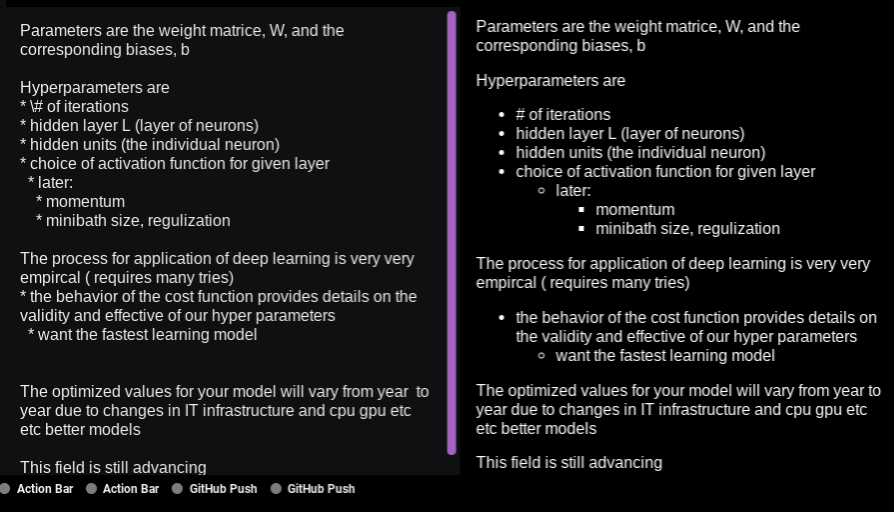 Parameters are the weight matrice, W, and the
corresponding biases, b
Hyperparameters are
* \# of iterations
* hidden layer L (layer of neurons)
* hidden units (the individual neuron)
* choice of activation function for given layer
* later:
* momentum
* minibath size, regulization
The process for application of deep learning is very very
empircal ( requires many tries)
* the behavior of the cost function provides details on the
validity and effective of our hyper parameters
* want the fastest learning model
The optimized values for your model will vary from year  to
year due to changes in IT infrastructure and cpu gpu etc
etc better models
This field is still advancing
Parameters are the weight matrice, W, and the
corresponding biases, b
Hyperparameters are
• # of iterations
• hidden layer L (layer of neurons)
• hidden units (the individual neuron)
• choice of activation function for given layer
◦ later:
▪ momentum
▪ minibath size, regulization
The process for application of deep learning is very very
empircal ( requires many tries)
• the behavior of the cost function provides details on
the validity and effective of our hyper parameters
◦ want the fastest learning model
The optimized values for your model will vary from year to
year due to changes in IT infrastructure and cpu gpu etc
etc better models
This field is still advancing
Action Bar Action Bar GitHub Push GitHub Push